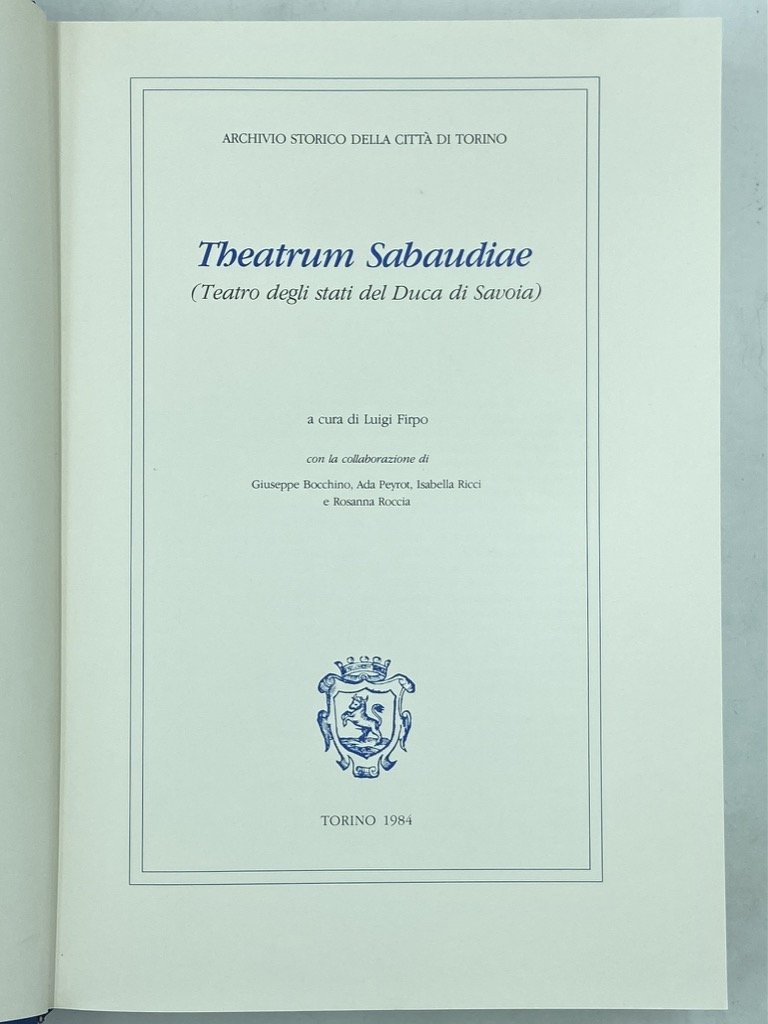 ARCHIVIO STORICO DELLA CITTÀ DI TORINO
Theatrum Sabaudiae
(Teatro degli stati del Duca di Savoia)
a cura di Luigi Firpo
con la collaborazione di
Giuseppe Bocchino, Ada Peyrot, Isabella Ricci
e Rosanna Roccia
TORINO 1984